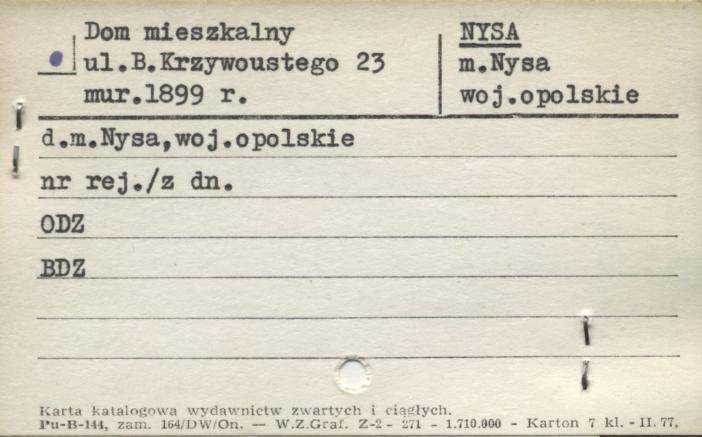 Dom mieszkalny
ul.B.Krzywoustego 23
mur.1899 r.
NYSA
m.Nysa
woj.opolskie
d.m.Nysa,woj.opolskie
nr rej./z dn.
ODZ
BDZ
Karta katalogowa wydawnictw zwartych i ciągłych.
Pu-B-144, zam. 164/DW/On. — W.Z.Graf. Z-2 - 271 - 1.710.000 - Karton 7 kl. - II. 77,